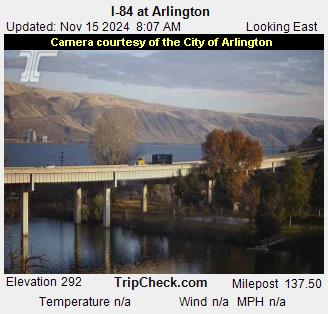 I-84 at Arlington
Updated: Nov 15 2024 8:07 AM Looking East
Camera courtesy of the City of Arlington
Elevation 292 TripCheck.com Milepost 137.50
Temperature n/a Wind n/a MPH n/a